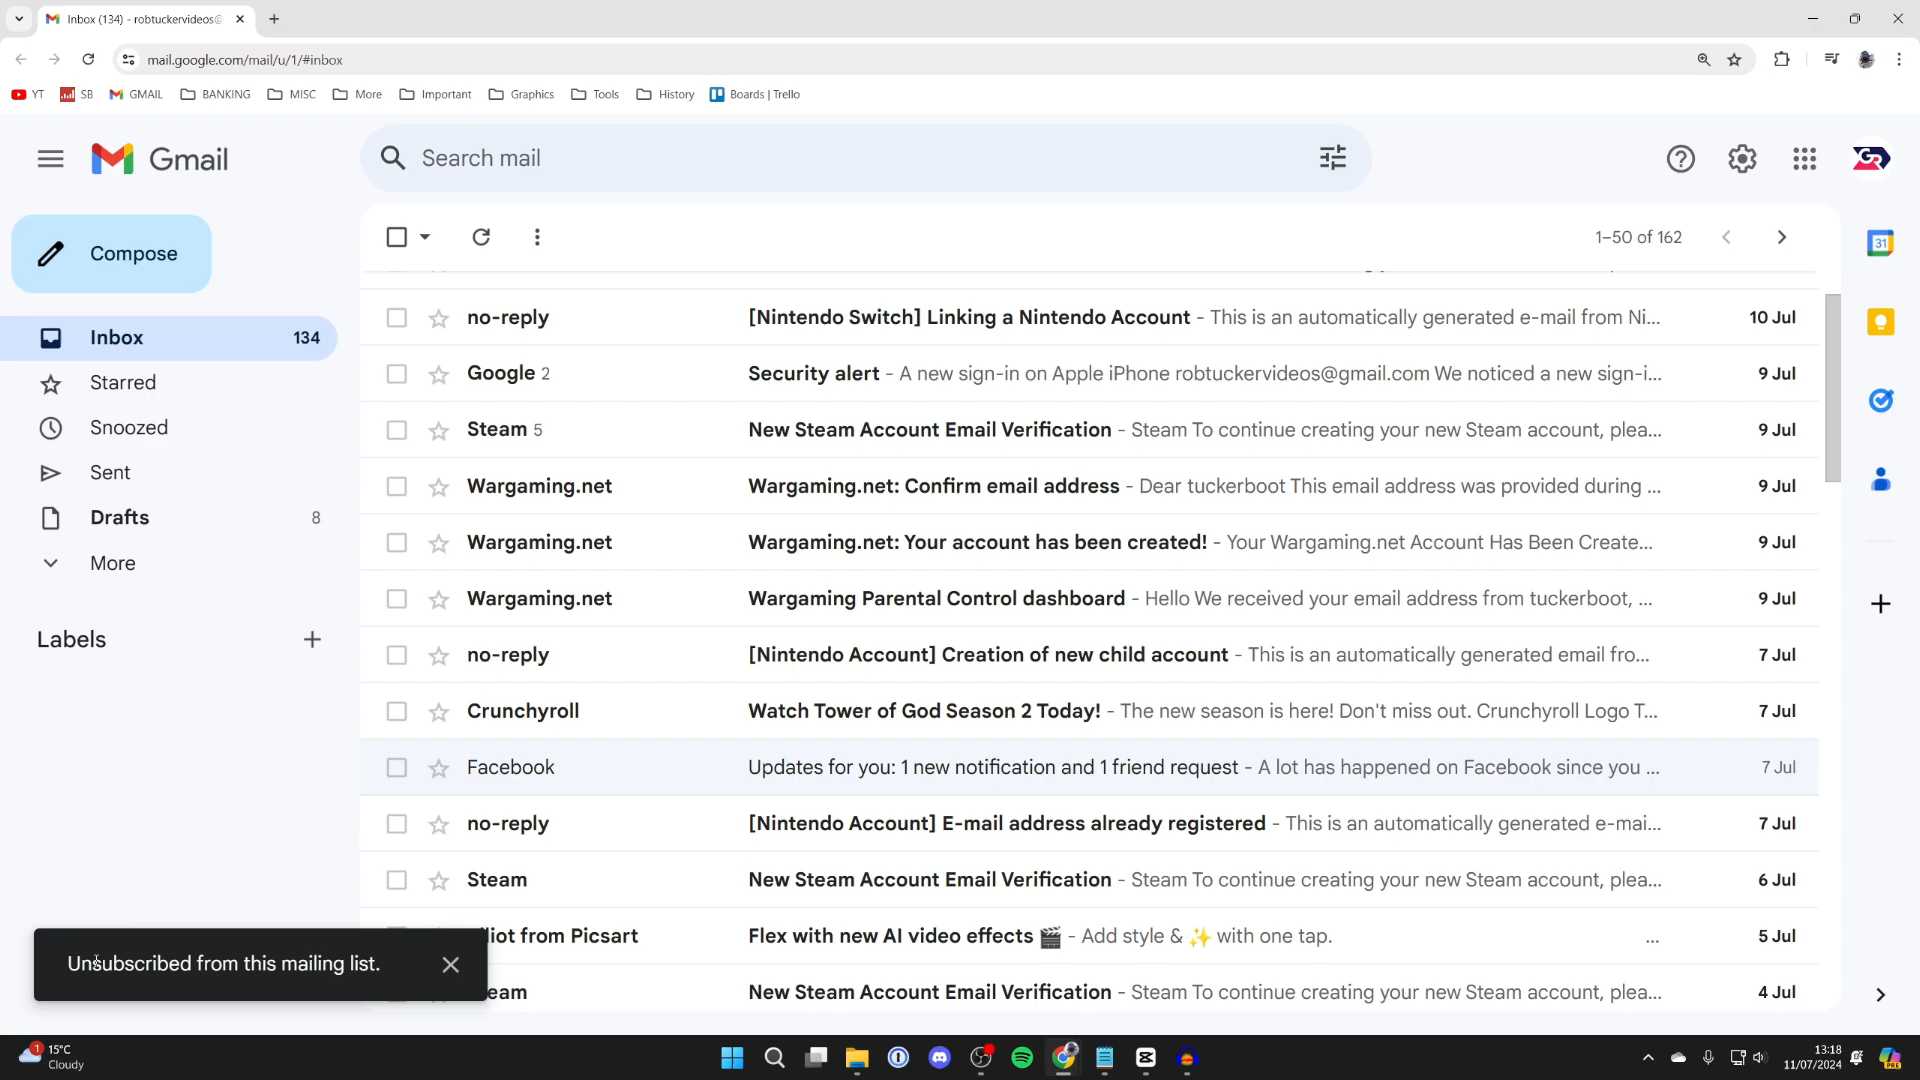 Inbox (134) - robtuckervideos@
mail.google.com/mail/u/1/#inbox
YT SB GMAIL BANKING MISC More Important Graphics Tools History Boards | Trello
Gmail
Search mail
Compose
1–50 of 162
31
Inbox 134
Starred
Snoozed
Sent
Drafts 8
More
Labels
no-reply [Nintendo Switch] Linking a Nintendo Account - This is an automatically generated e-mail from Ni... 10 Jul
Google 2 Security alert - A new sign-in on Apple iPhone robtuckervideos@gmail.com We noticed a new sign-i... 9 Jul
Steam 5 New Steam Account Email Verification - Steam To continue creating your new Steam account, plea... 9 Jul
Wargaming.net Wargaming.net: Confirm email address - Dear tuckerboot This email address was provided during ... 9 Jul
Wargaming.net Wargaming.net: Your account has been created! - Your Wargaming.net Account Has Been Create... 9 Jul
Wargaming.net Wargaming Parental Control dashboard - Hello We received your email address from tuckerboot, ... 9 Jul
no-reply [Nintendo Account] Creation of new child account - This is an automatically generated email fro... 7 Jul
Crunchyroll Watch Tower of God Season 2 Today! - The new season is here! Don't miss out. Crunchyroll Logo T... 7 Jul
Facebook Updates for you: 1 new notification and 1 friend request - A lot has happened on Facebook since you ... 7 Jul
no-reply [Nintendo Account] E-mail address already registered - This is an automatically generated e-mai... 7 Jul
Steam New Steam Account Email Verification - Steam To continue creating your new Steam account, plea... 6 Jul
liot from Picsart Flex with new AI video effects 🎬 - Add style & ✨ with one tap. ... 5 Jul
eam New Steam Account Email Verification - Steam To continue creating your new Steam account, plea... 4 Jul
Unsubscribed from this mailing list.
1
15°C
Cloudy
13:18
11/07/2024
PRE